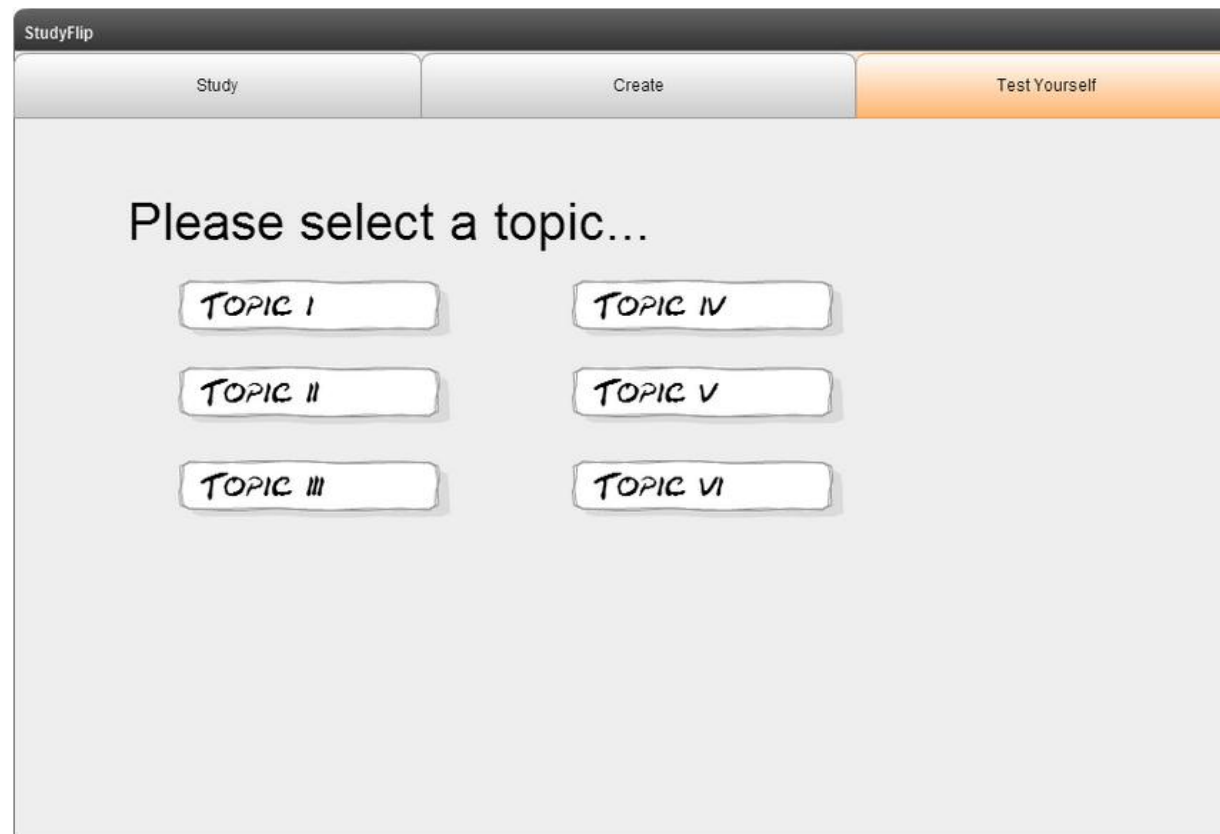 StudyFlip
Study Create Test Yourself
Please select a topic...
TOPIC I TOPIC IV
TOPIC II TOPIC V
TOPIC III TOPIC VI